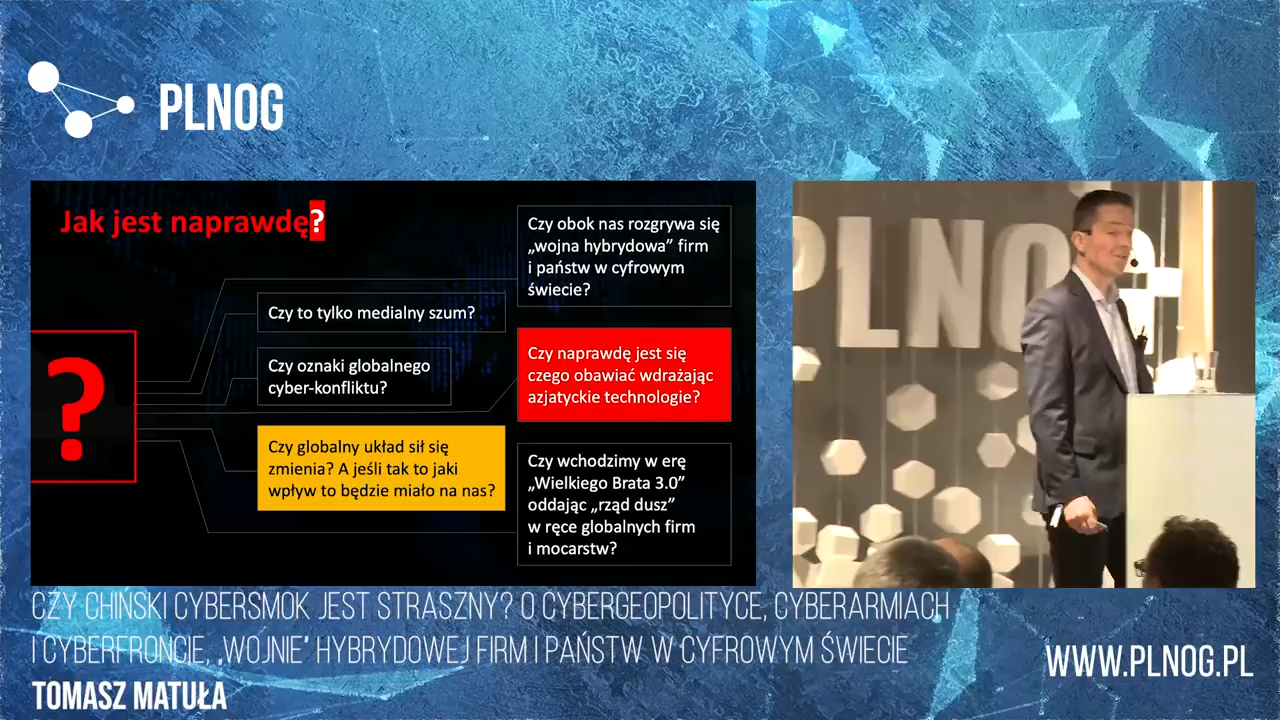 PLNOG
Jak jest naprawdę?
Czy obok nas rozgrywa się
„wojna hybrydowa” firm
i państw w cyfrowym
świecie?
Czy to tylko medialny szum?
Czy oznaki globalnego
cyber-konfliktu?
Czy naprawdę jest się
czego obawiać wdrażając
azjatyckie technologie?
?
Czy globalny układ sił się
zmienia? A jeśli tak to jaki
wpływ to będzie miało na nas?
Czy wchodzimy w erę
„Wielkiego Brata 3.0”
oddając „rząd dusz”
w ręce globalnych firm
i mocarstw?
PLNOG
CZY CHIŃSKI CYBERSMOK JEST STRASZNY? O CYBERGEOPOLITYCE, CYBERARMIACH
I CYBERFRONCIE, „WOJNIE” HYBRYDOWEJ FIRM I PAŃSTW W CYFROWYM ŚWIECIE
TOMASZ MATUŁA
WWW.PLNOG.PL